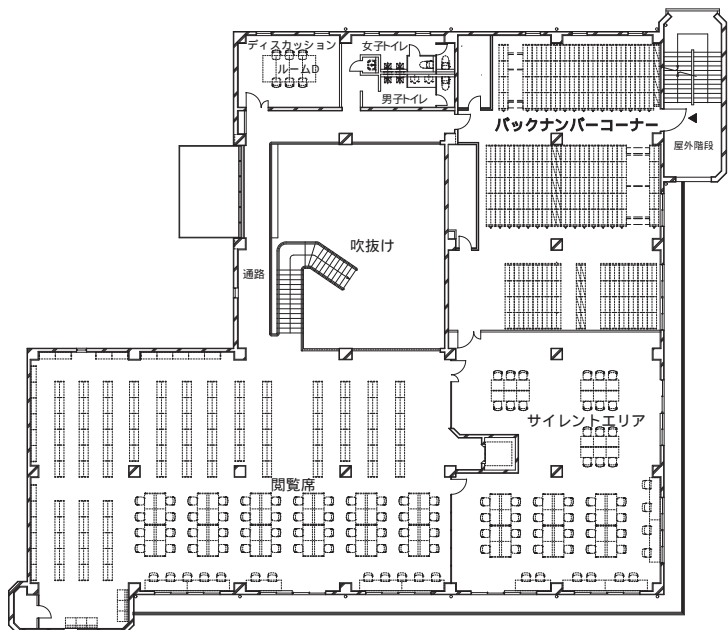 ディスカッション
ルームD
女子トイレ
男子トイレ
バックナンバーコーナー
屋外階段
吹抜け
通路
サイレントエリア
閲覧席